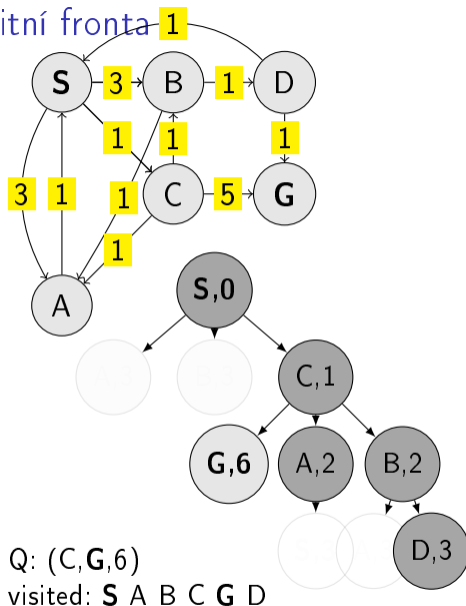 itní fronta
1
S 3 B 1 D
1 1 1
3 1 1 C 5 G
1
A
S,0
C,1
G,6 A,2 B,2
D,3
Q: (C,G,6)
visited: S A B C G D